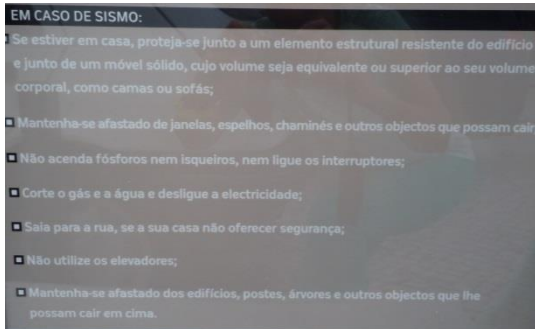 EM CASO DE SISMO:
Se estiver em casa, proteja-se junto a um elemento estrutural resistente do edifício
e junto de um móvel sólido, cujo volume seja equivalente ou superior ao seu volume
corporal, como camas ou sofás;
Mantenha-se afastado de janelas, espelhos, chaminés e outros objectos que possam cair
Não acenda fósforos nem isqueiros, nem ligue os interruptores;
Corte o gás e a água e desligue a electricidade;
Saia para a rua, se a sua casa não oferecer segurança;
Não utilize os elevadores;
Mantenha-se afastado dos edifícios, postes, árvores e outros objectos que lhe
possam cair em cima.